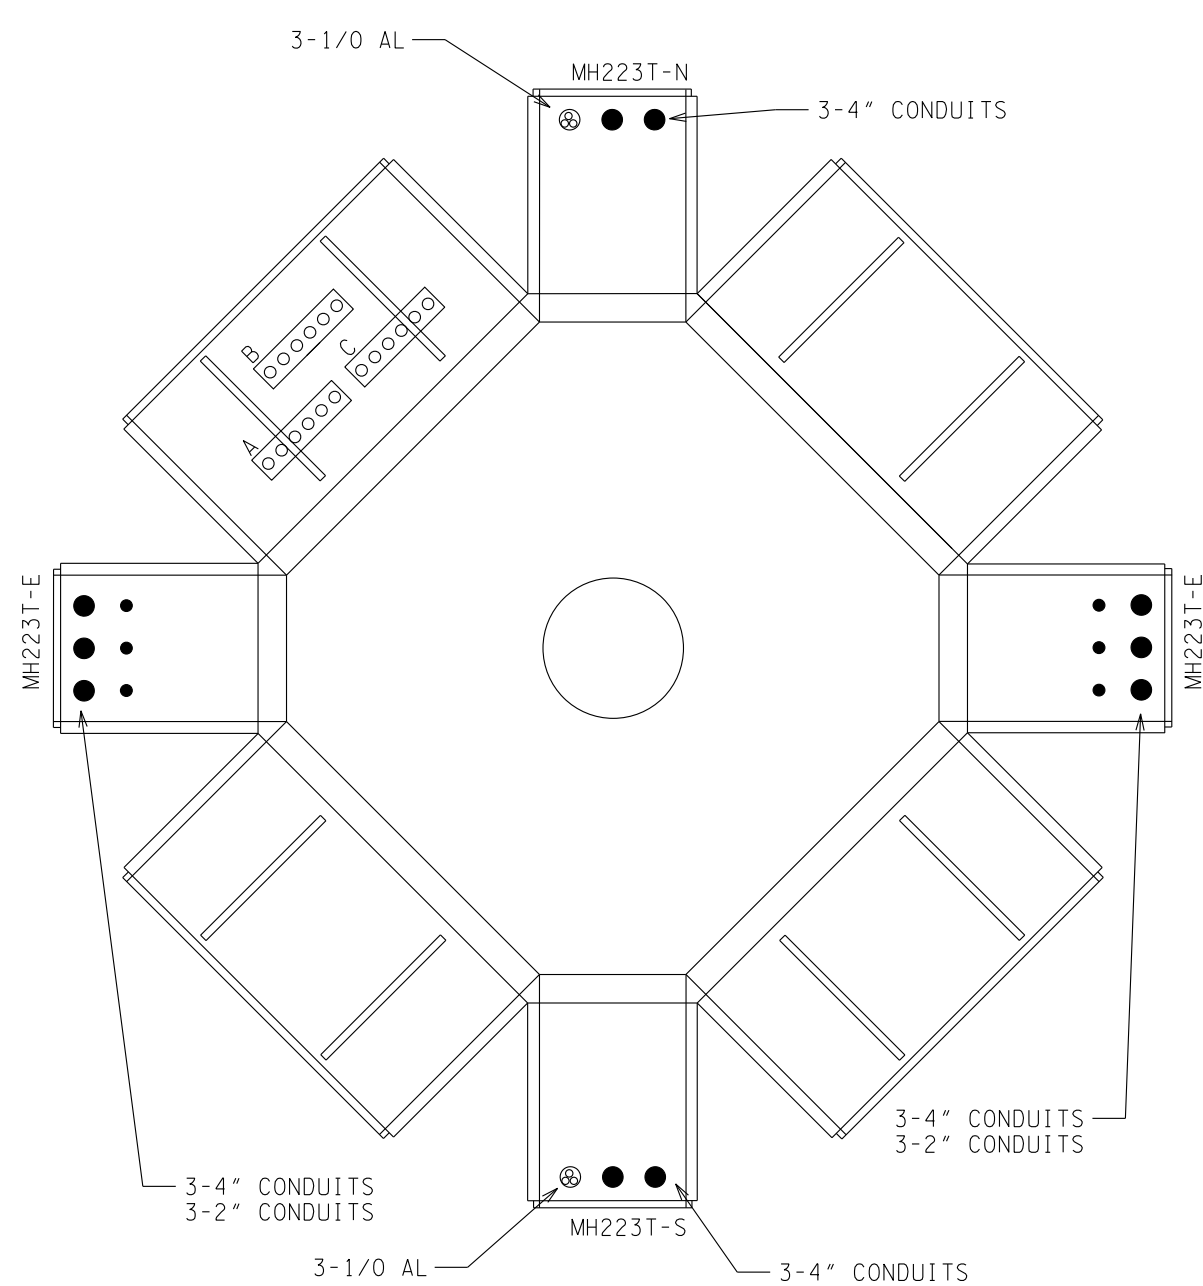 3-1/0 AL
MH223T-N
3-4" CONDUITS
B
C
A
MH223T-E
MH223T-E
3-4" CONDUITS
3-2" CONDUITS
3-4" CONDUITS
3-2" CONDUITS
MH223T-S
3-1/0 AL
3-4" CONDUITS